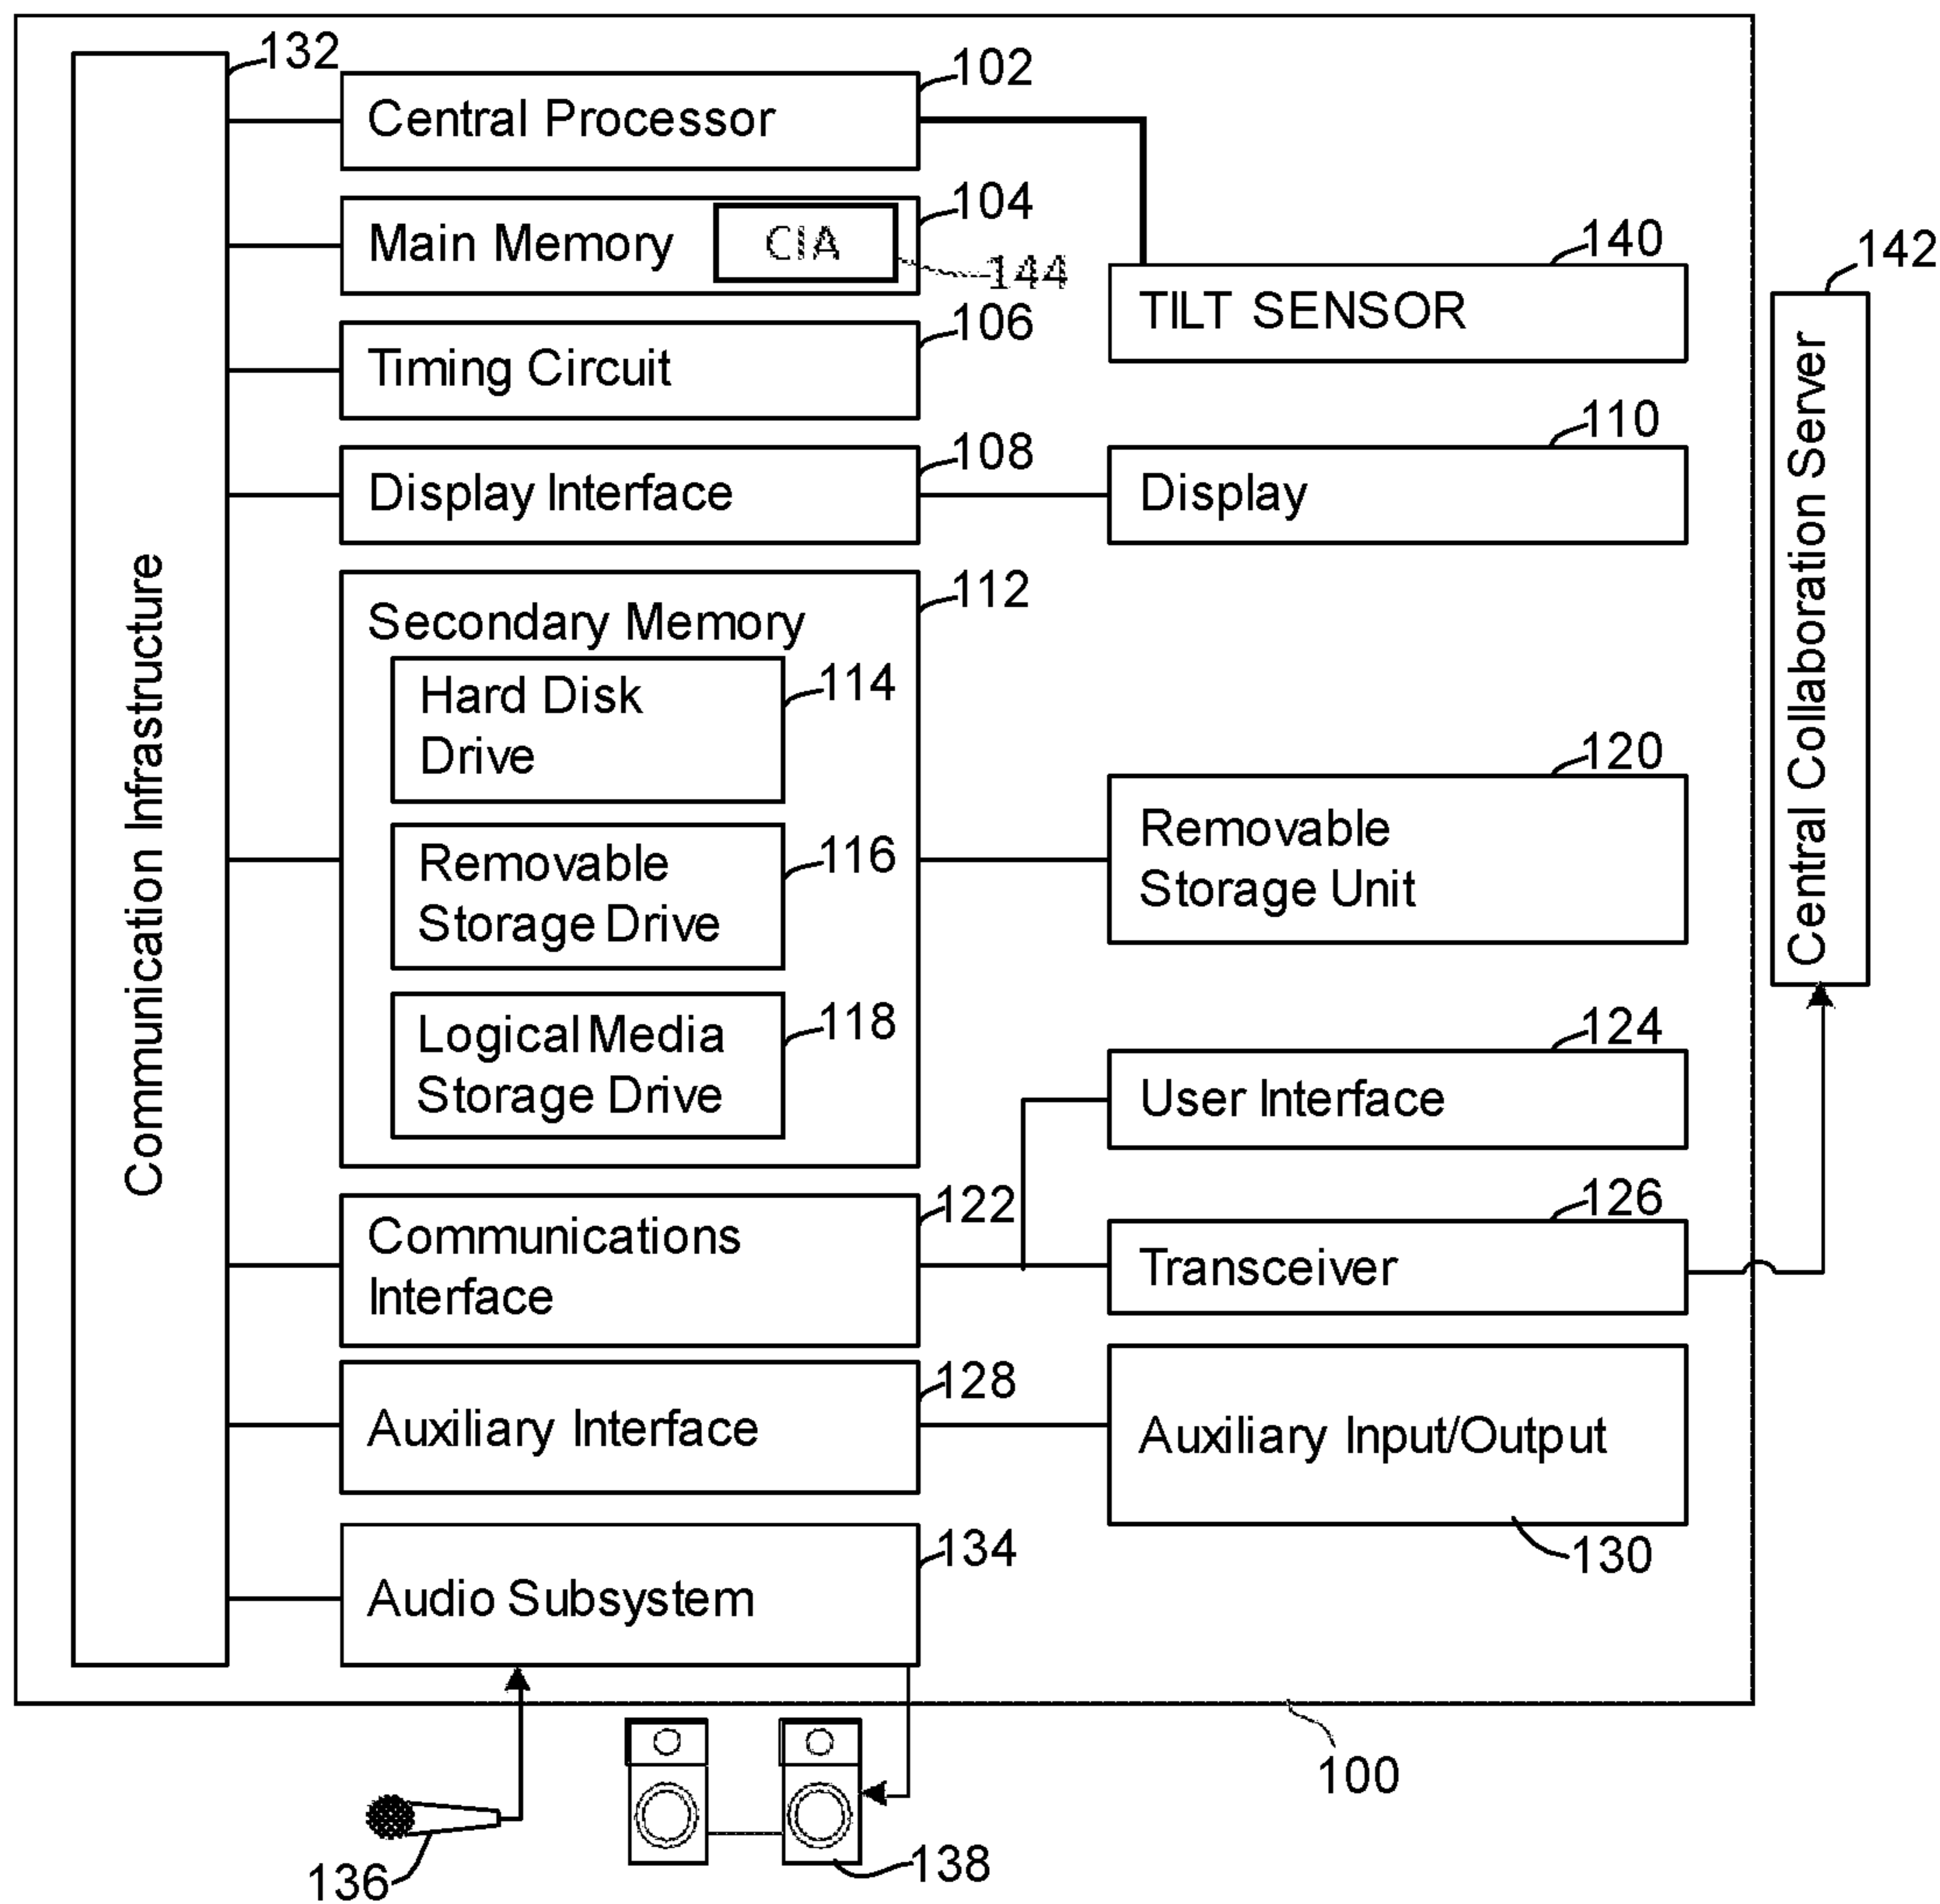 132
102
Central Processor
104
Main Memory
CIA
144
140
142
106
TILT SENSOR
Timing Circuit
110
108
Display Interface
Display
Central Collaboration Server
112
Secondary Memory
114
Hard Disk
Drive
120
116
Removable
Storage Drive
Removable
Storage Unit
Communication Infrastructure
118
Logical Media
Storage Drive
124
User Interface
122
126
Communications
Interface
Transceiver
128
Auxiliary Interface
Auxiliary Input/Output
134
130
Audio Subsystem
100
136
138